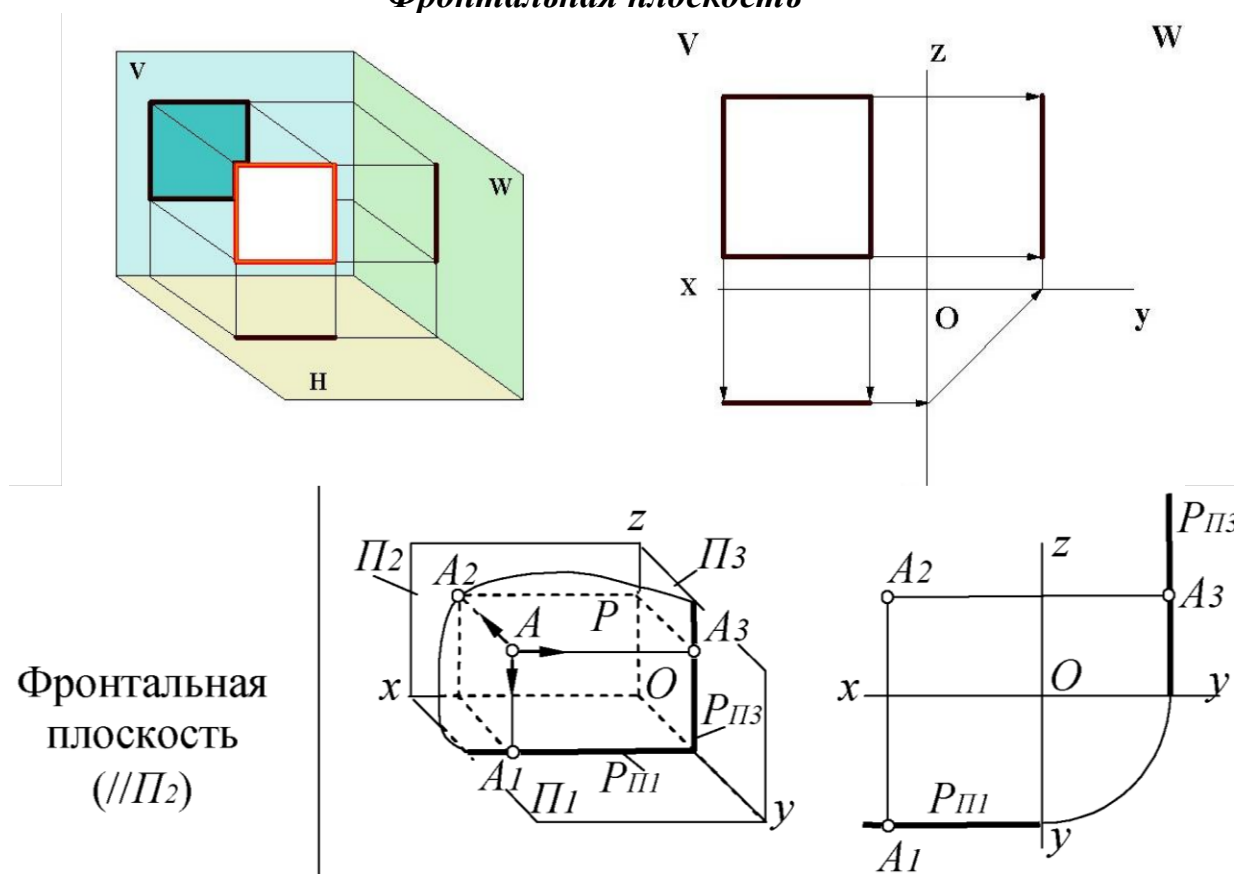 Фронтальная плоскость
V
W
H
V
W
z
x
O
y
Фронтальная
плоскость
(//П2)
z
П2
A2
П3
A
P
A3
x
O
PП3
A1
PП1
П1
y
PП3
z
A2
A3
x
O
y
PП1
y
A1